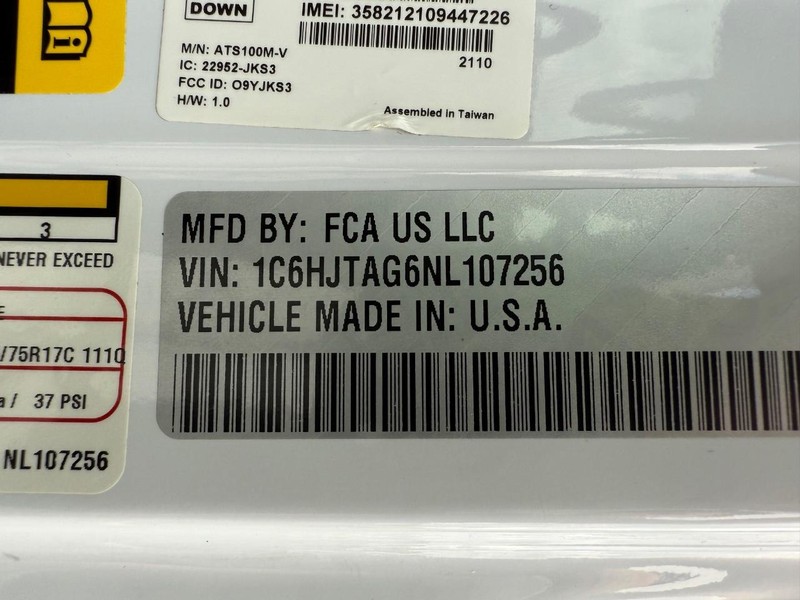 DOWN
IMEI: 358212109447226
M/N: ATS100M-V
2110
IC: 22952-JKS3
FCC ID: O9YJKS3
H/W: 1.0
Assembled in Taiwan
3
NEVER EXCEED
/75R17C 111Q
/ 37 PSI
NL107256
MFD BY: FCA US LLC
VIN: 1C6HJTAG6NL107256
VEHICLE MADE IN: U.S.A.